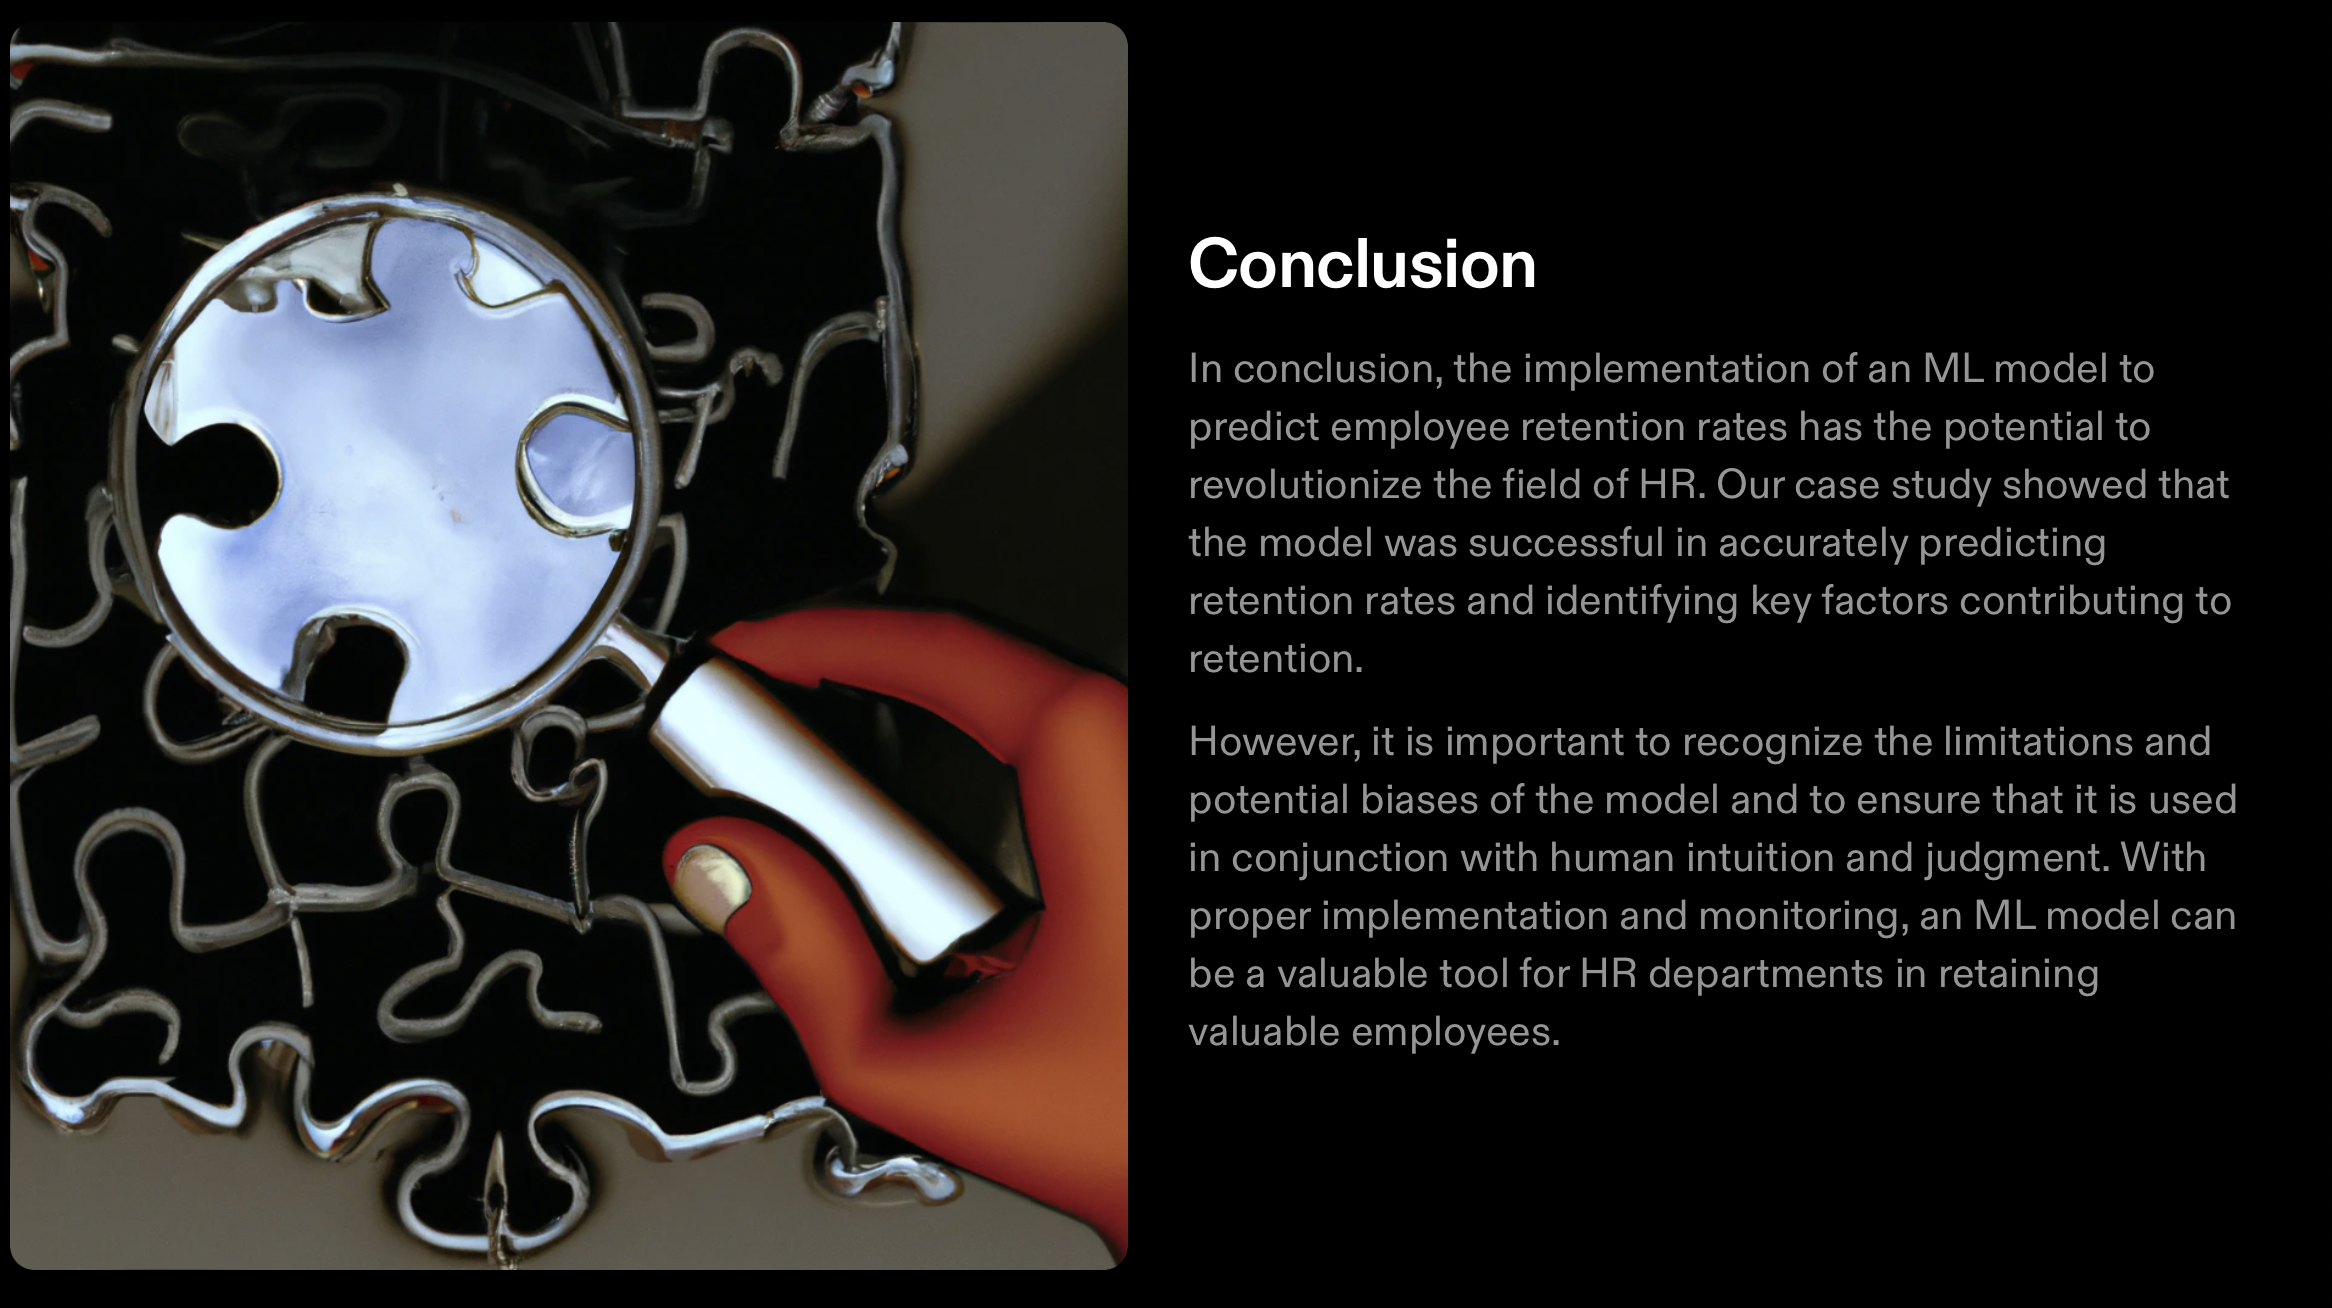 Conclusion
In conclusion, the implementation of an ML model to
predict employee retention rates has the potential to
revolutionize the field of HR. Our case study showed that
the model was successful in accurately predicting
retention rates and identifying key factors contributing to
retention.
However, it is important to recognize the limitations and
potential biases of the model and to ensure that it is used
in conjunction with human intuition and judgment. With
proper implementation and monitoring, an ML model can
be a valuable tool for HR departments in retaining
valuable employees.